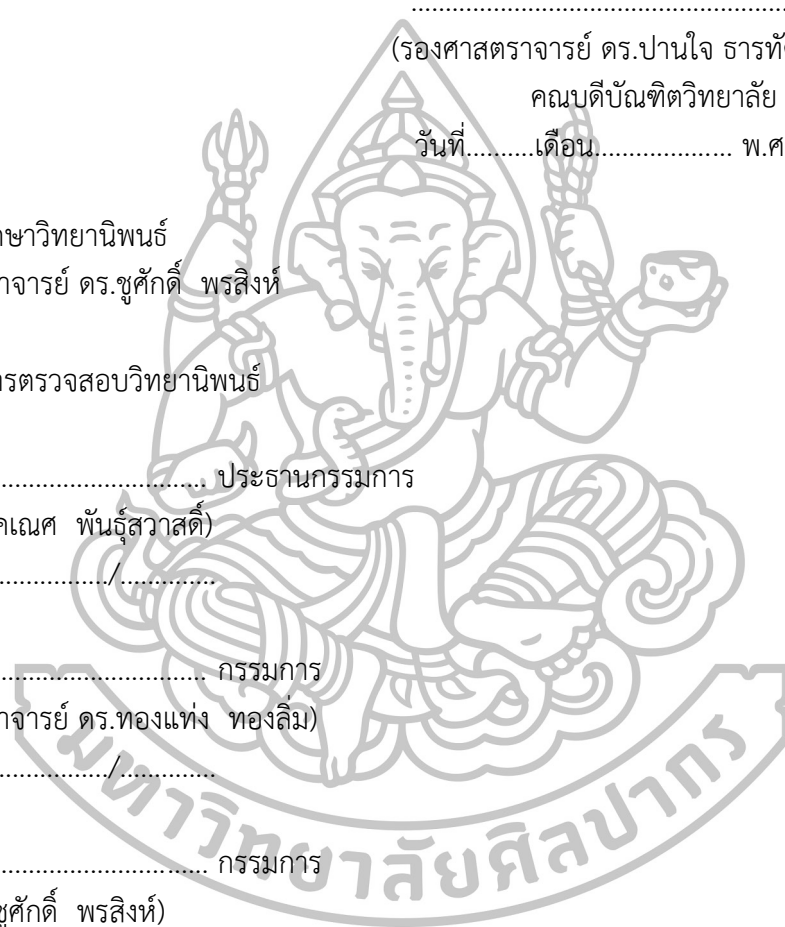 ....................................................
(รองศาสตราจารย์ ดร.ปานใจ ธารทั
คณบดีบัณฑิตวิทยาลัย
วันที่..........เดือน.................... พ.ศ
ษาวิทยานิพนธ์
าจารย์ ดร.ชูศักดิ์ พรสิงห์
ารตรวจสอบวิทยานิพนธ์
............................... ประธานกรรมการ
คเณศ พันธุ์สวาสดิ์)
................/..............
............................... กรรมการ
าจารย์ ดร.ทองแท่ง ทองลิ่ม)
................/..............
............................... กรรมการ
ชูศักดิ์ พรสิงห์)
มหาวิทยาลัยศิลปากร